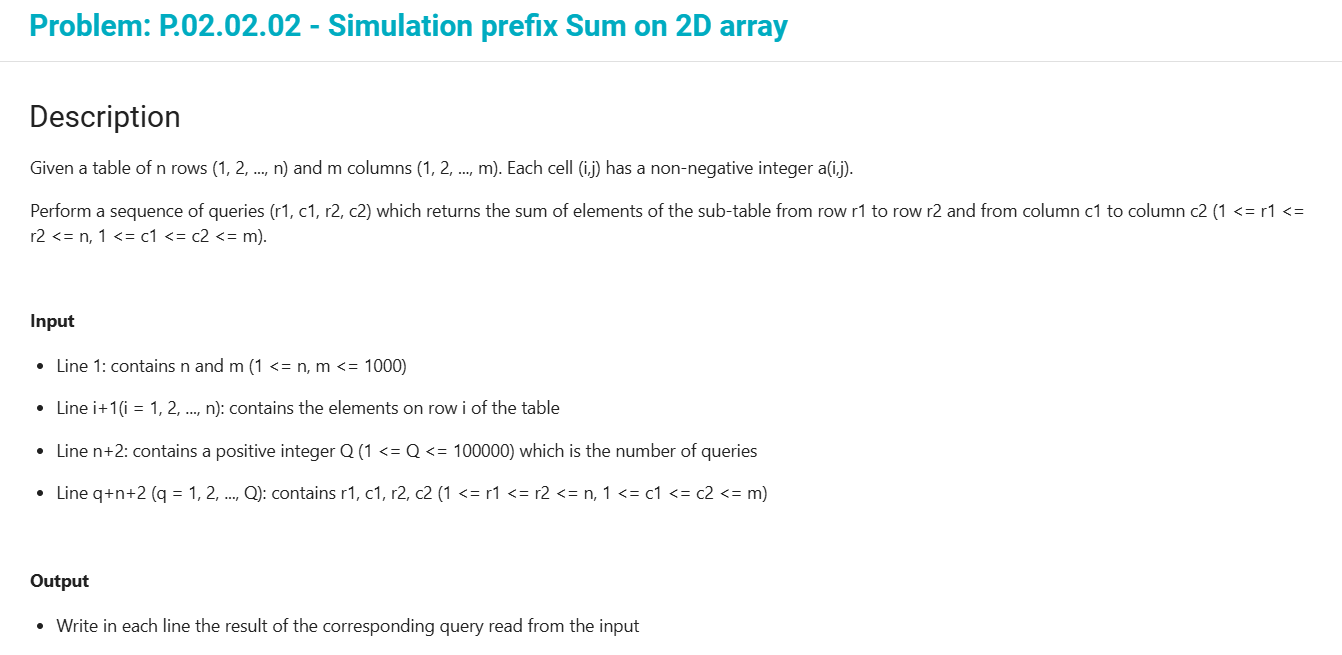 Problem: P.02.02.02 - Simulation prefix Sum on 2D array
Description
Given a table of n rows (1, 2, ..., n) and m columns (1, 2, ..., m). Each cell (i,j) has a non-negative integer a(i,j).
Perform a sequence of queries (r1, c1, r2, c2) which returns the sum of elements of the sub-table from row r1 to row r2 and from column c1 to column c2 (1 <= r1 <=
r2 <= n, 1 <= c1 <= c2 <= m).
Input
• Line 1: contains n and m (1 <= n, m <= 1000)
• Line i+1(i = 1, 2, ..., n): contains the elements on row i of the table
• Line n+2: contains a positive integer Q (1 <= Q <= 100000) which is the number of queries
• Line q+n+2 (q = 1, 2, ..., Q): contains r1, c1, r2, c2 (1 <= r1 <= r2 <= n, 1 <= c1 <= c2 <= m)
Output
• Write in each line the result of the corresponding query read from the input